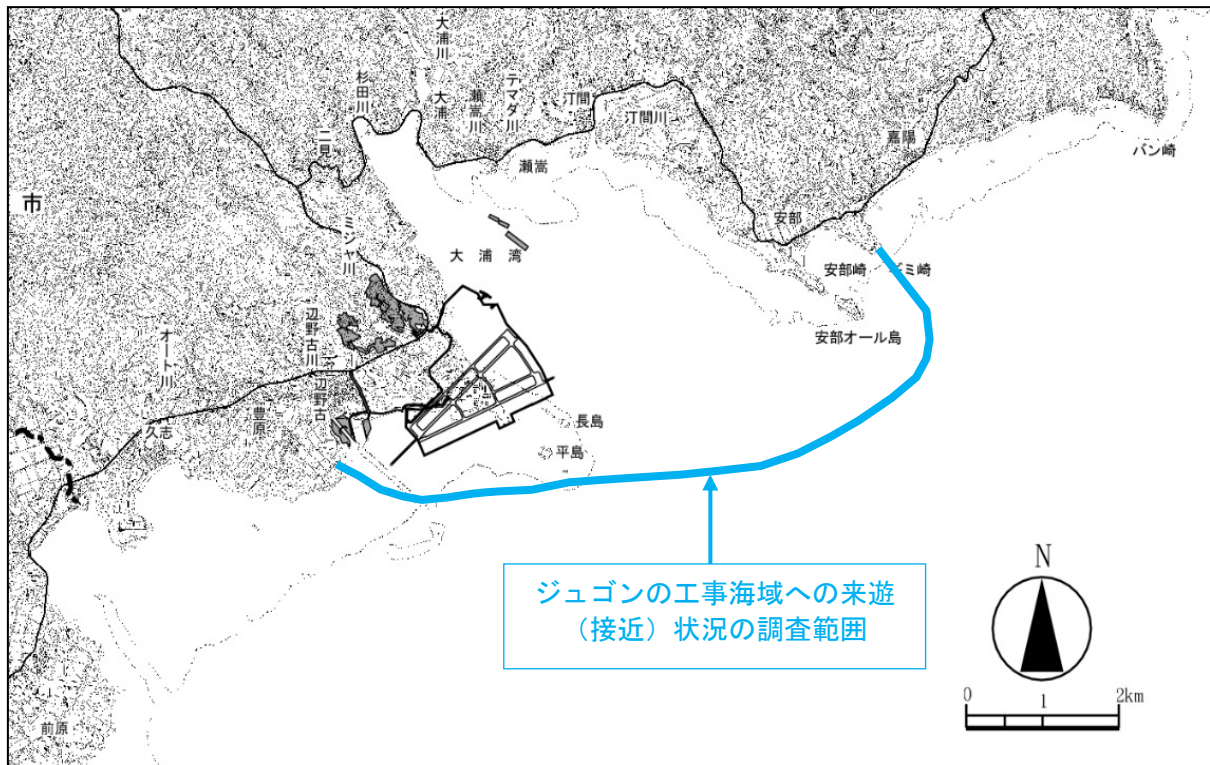 大浦川
杉田川
大浦
瀬嵩川
テマダ川
汀間
汀間川
二見
瀬嵩
嘉陽
バン崎
市
ミジャ川
大浦湾
安部
安部崎
ギミ崎
安部オール島
オート川
辺野古川
辺野古
豊原
久志
長島
平島
ジュゴンの工事海域への来遊
（接近）状況の調査範囲
N
0 1 2km
前原